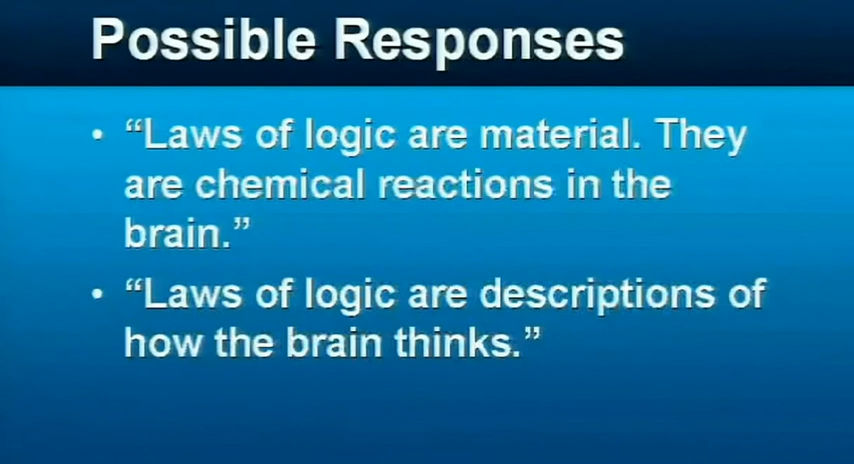 Possible Responses
• “Laws of logic are material. They
are chemical reactions in the
brain.”
• “Laws of logic are descriptions of
how the brain thinks.”